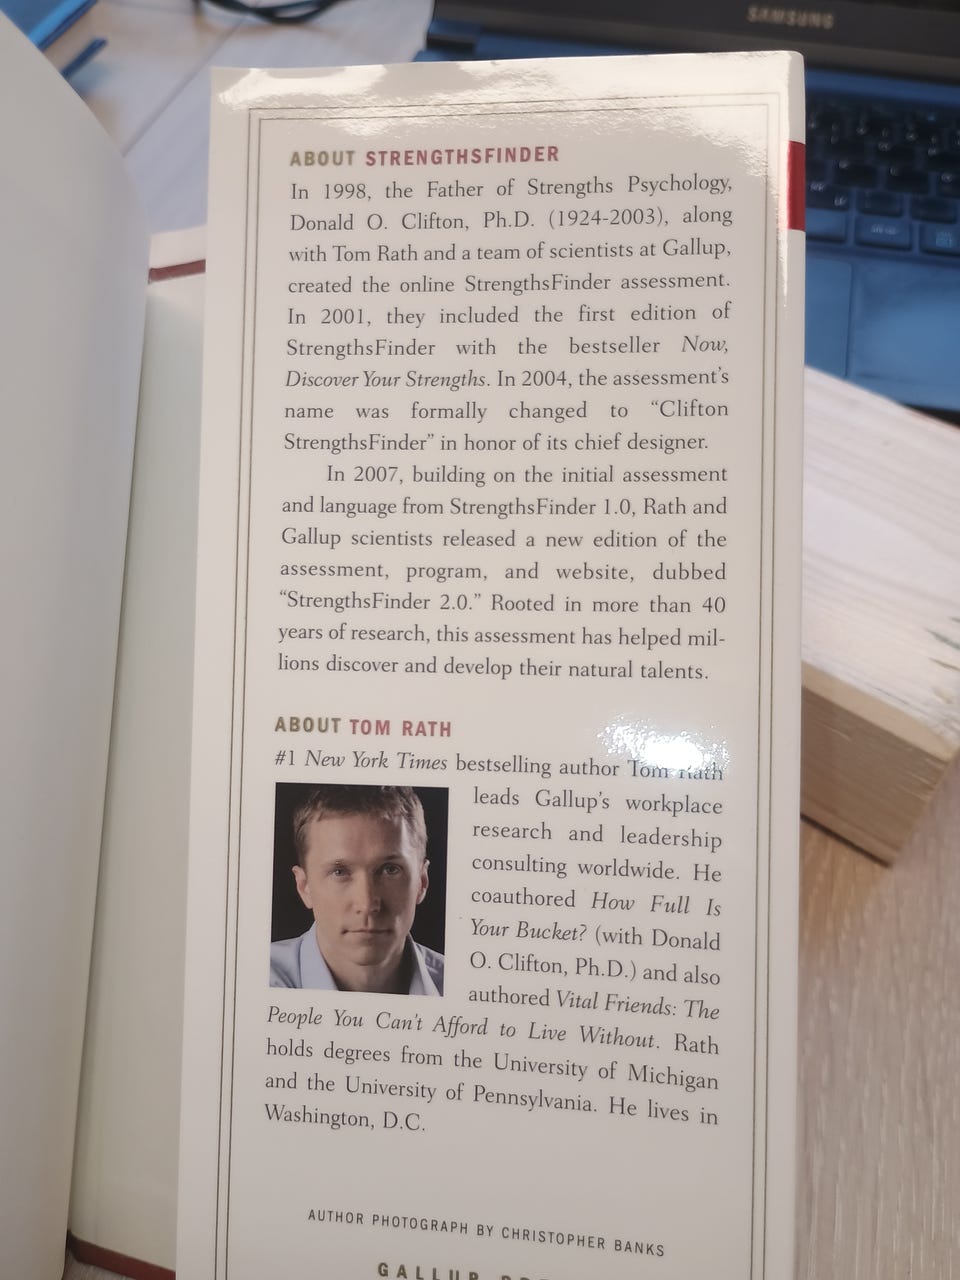 SAMSUNG
ABOUT STRENGTHSFINDER
In 1998, the Father of Strengths Psychology,
Donald O. Clifton, Ph.D. (1924-2003), along
with Tom Rath and a team of scientists at Gallup,
created the online StrengthsFinder assessment.
In 2001, they included the first edition of
StrengthsFinder with the bestseller Now,
Discover Your Strengths. In 2004, the assessment's
name was formally changed to “Clifton
StrengthsFinder” in honor of its chief designer.
In 2007, building on the initial assessment
and language from StrengthsFinder 1.0, Rath and
Gallup scientists released a new edition of the
assessment, program, and website, dubbed
“StrengthsFinder 2.0.” Rooted in more than 40
years of research, this assessment has helped mil-
lions discover and develop their natural talents.
ABOUT TOM RATH
#1 New York Times bestselling author Tom Rath
leads Gallup's workplace
research and leadership
consulting worldwide. He
coauthored How Full Is
Your Bucket? (with Donald
O. Clifton, Ph.D.) and also
authored Vital Friends: The
People You Can't Afford to Live Without. Rath
holds degrees from the University of Michigan
and the University of Pennsylvania. He lives in
Washington, D.C.
AUTHOR PHOTOGRAPH BY CHRISTOPHER BANKS
GALLUP